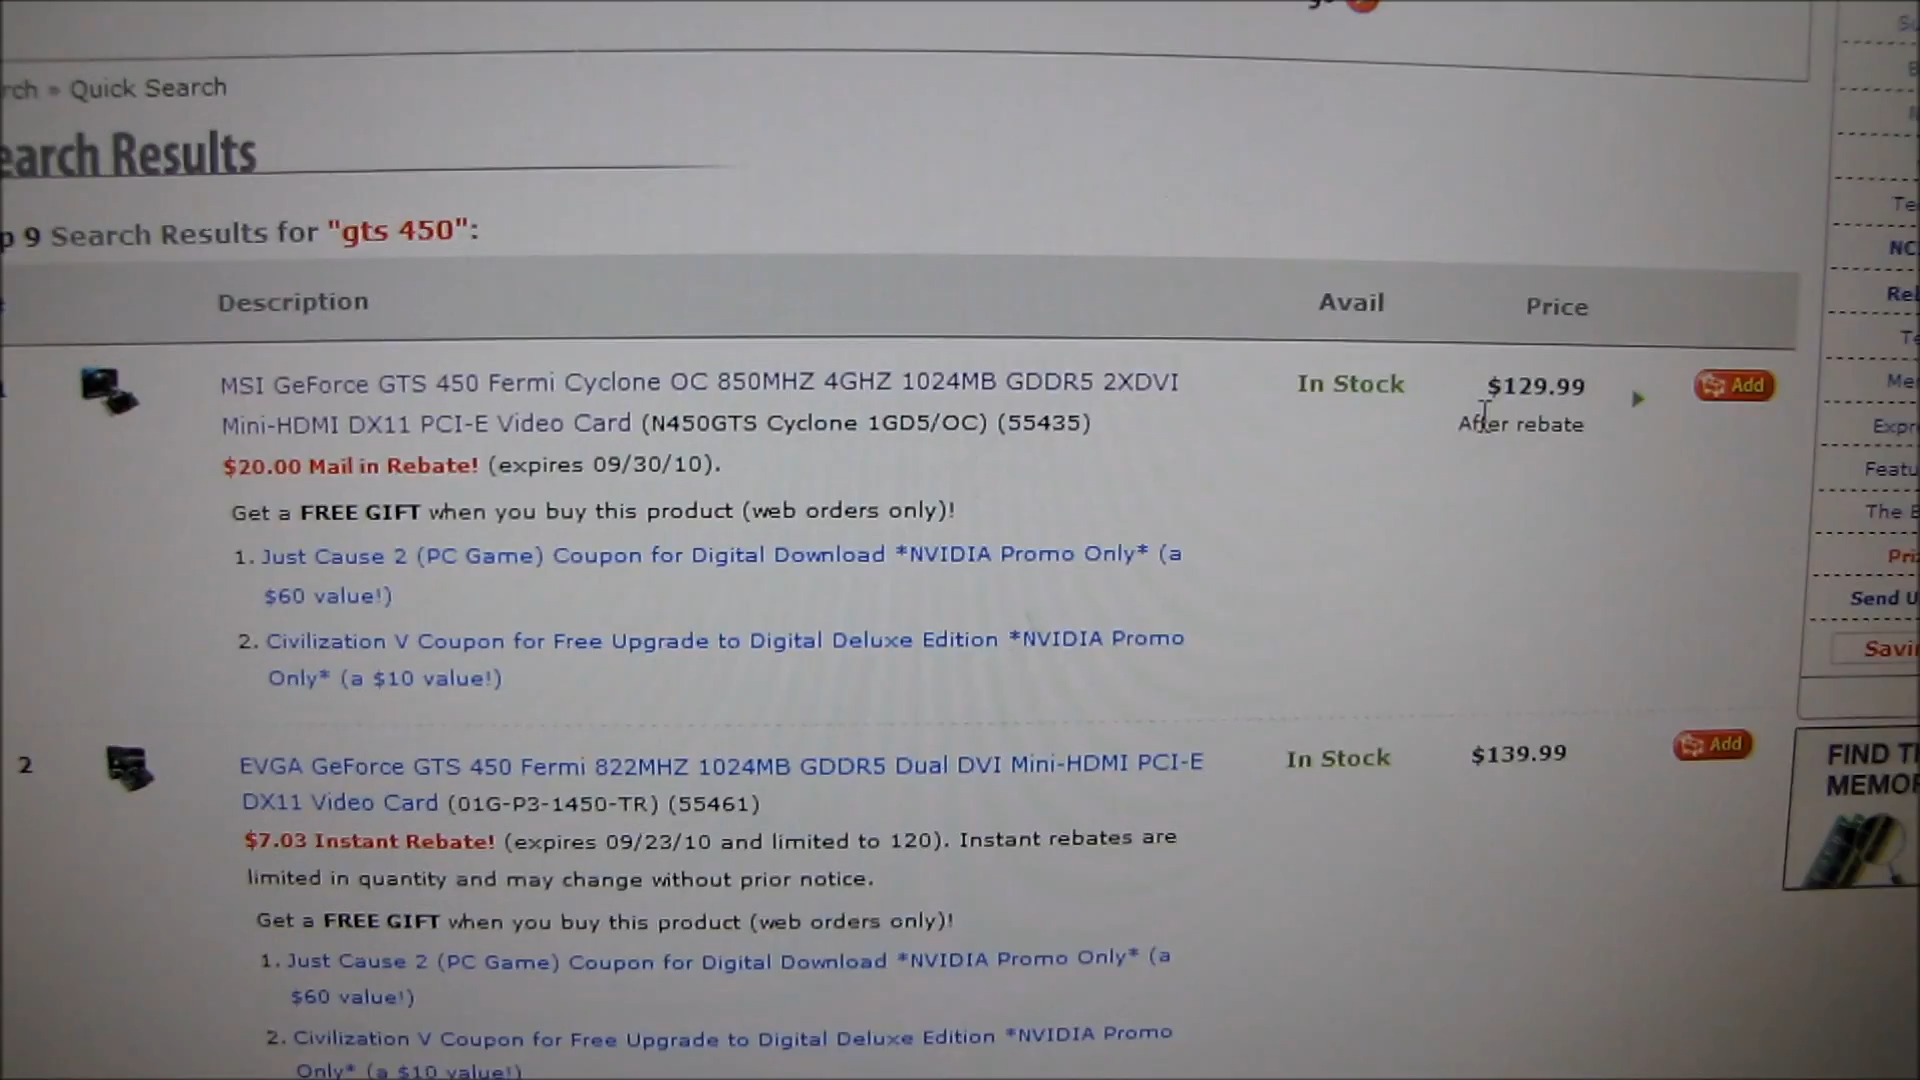 Quick Search
Search Results
9 Search Results for "gts 450":
Description Avail Price
MSI GeForce GTS 450 Fermi Cyclone OC 850MHZ 4GHZ 1024MB GDDR5 2XDVI In Stock $129.99 Add
Mini-HDMI DX11 PCI-E Video Card (N450GTS Cyclone 1GD5/OC) (55435) After rebate
$20.00 Mail in Rebate! (expires 09/30/10).
Get a FREE GIFT when you buy this product (web orders only)!
1. Just Cause 2 (PC Game) Coupon for Digital Download *NVIDIA Promo Only* (a
$60 value!)
2. Civilization V Coupon for Free Upgrade to Digital Deluxe Edition *NVIDIA Promo
Only* (a $10 value!)
2 EVGA GeForce GTS 450 Fermi 822MHZ 1024MB GDDR5 Dual DVI Mini-HDMI PCI-E In Stock $139.99 Add
DX11 Video Card (01G-P3-1450-TR) (55461)
$7.03 Instant Rebate! (expires 09/23/10 and limited to 120). Instant rebates are
limited in quantity and may change without prior notice.
Get a FREE GIFT when you buy this product (web orders only)!
1. Just Cause 2 (PC Game) Coupon for Digital Download *NVIDIA Promo Only* (a
$60 value!)
2. Civilization V Coupon for Free Upgrade to Digital Deluxe Edition *NVIDIA Promo
Only* (a $10 value!)
The
Send
FIND